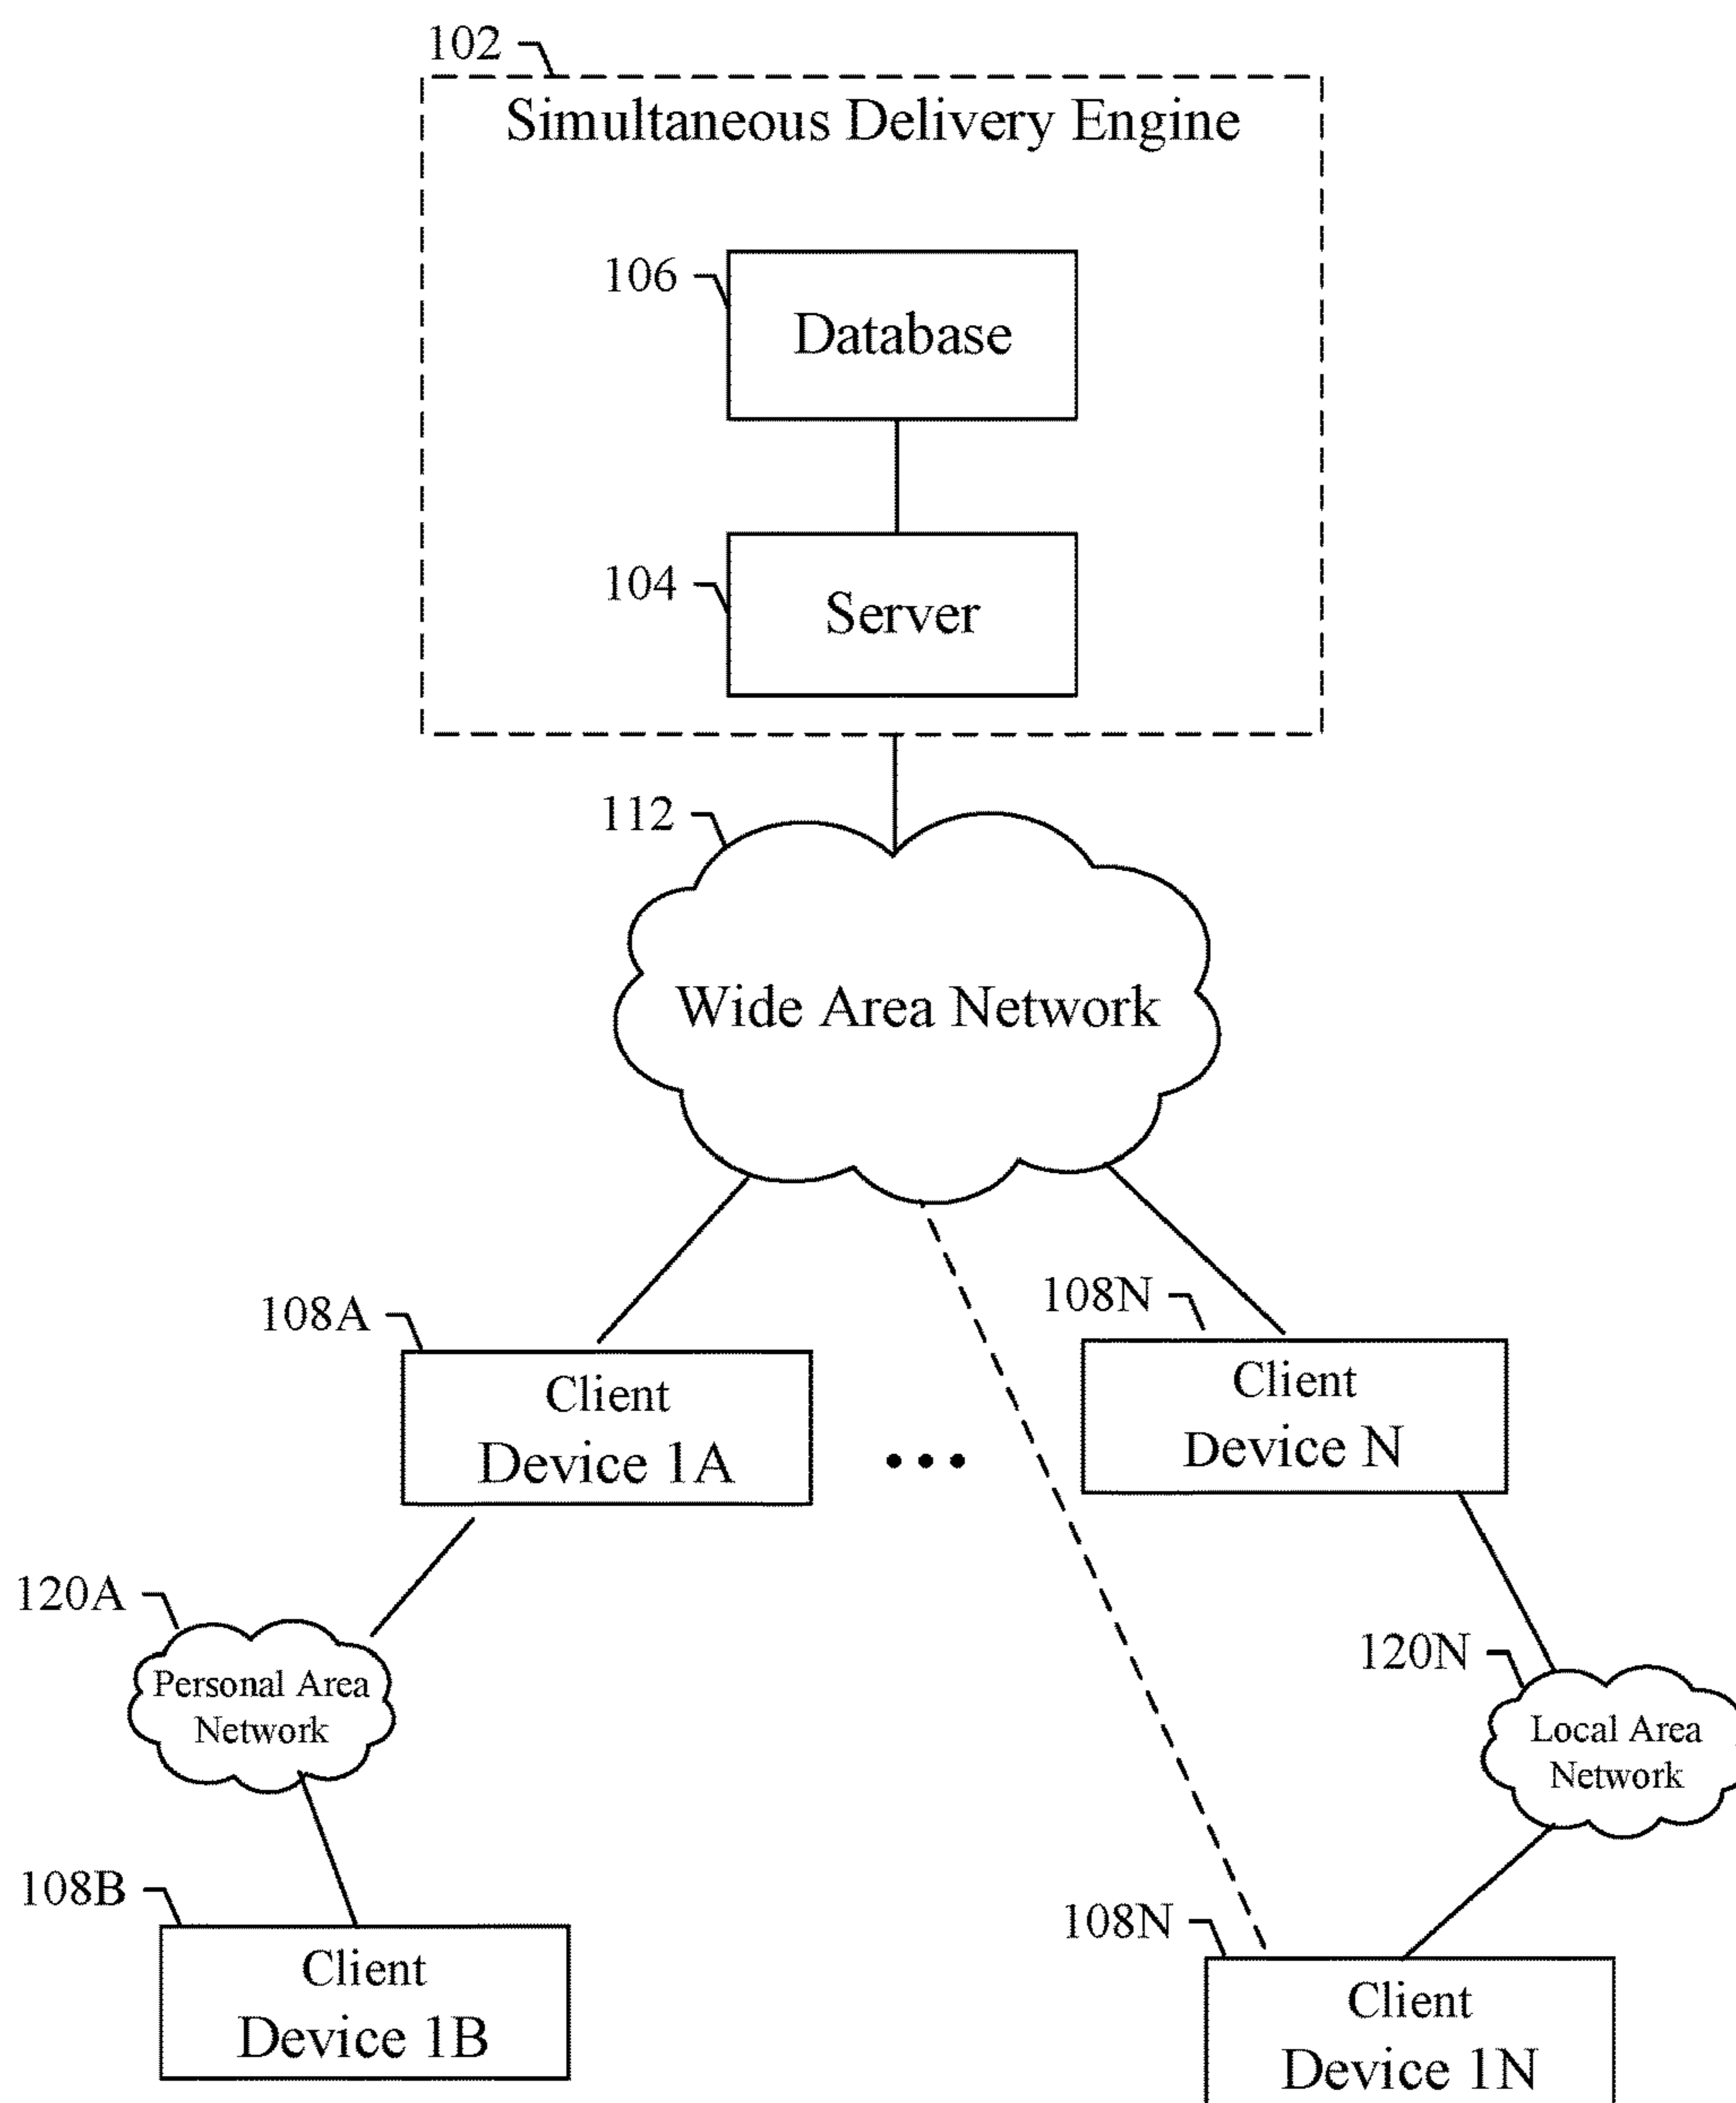 102
Simultaneous Delivery Engine
106
Database
104
Server
112
Wide Area Network
108A
Client
Device 1A
108N
Client
Device N
120A
Personal Area
Network
120N
Local Area
Network
108B
Client
Device 1B
108N
Client
Device 1N